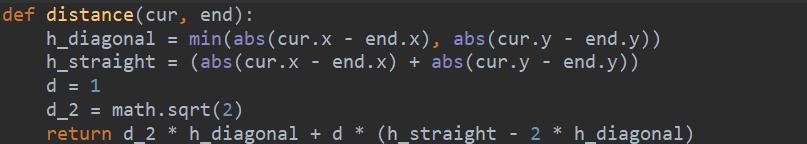 def distance(cur, end):
    h_diagonal = min(abs(cur.x - end.x), abs(cur.y - end.y))
    h_straight = (abs(cur.x - end.x) + abs(cur.y - end.y))
    d = 1
    d_2 = math.sqrt(2)
    return d_2 * h_diagonal + d * (h_straight - 2 * h_diagonal)